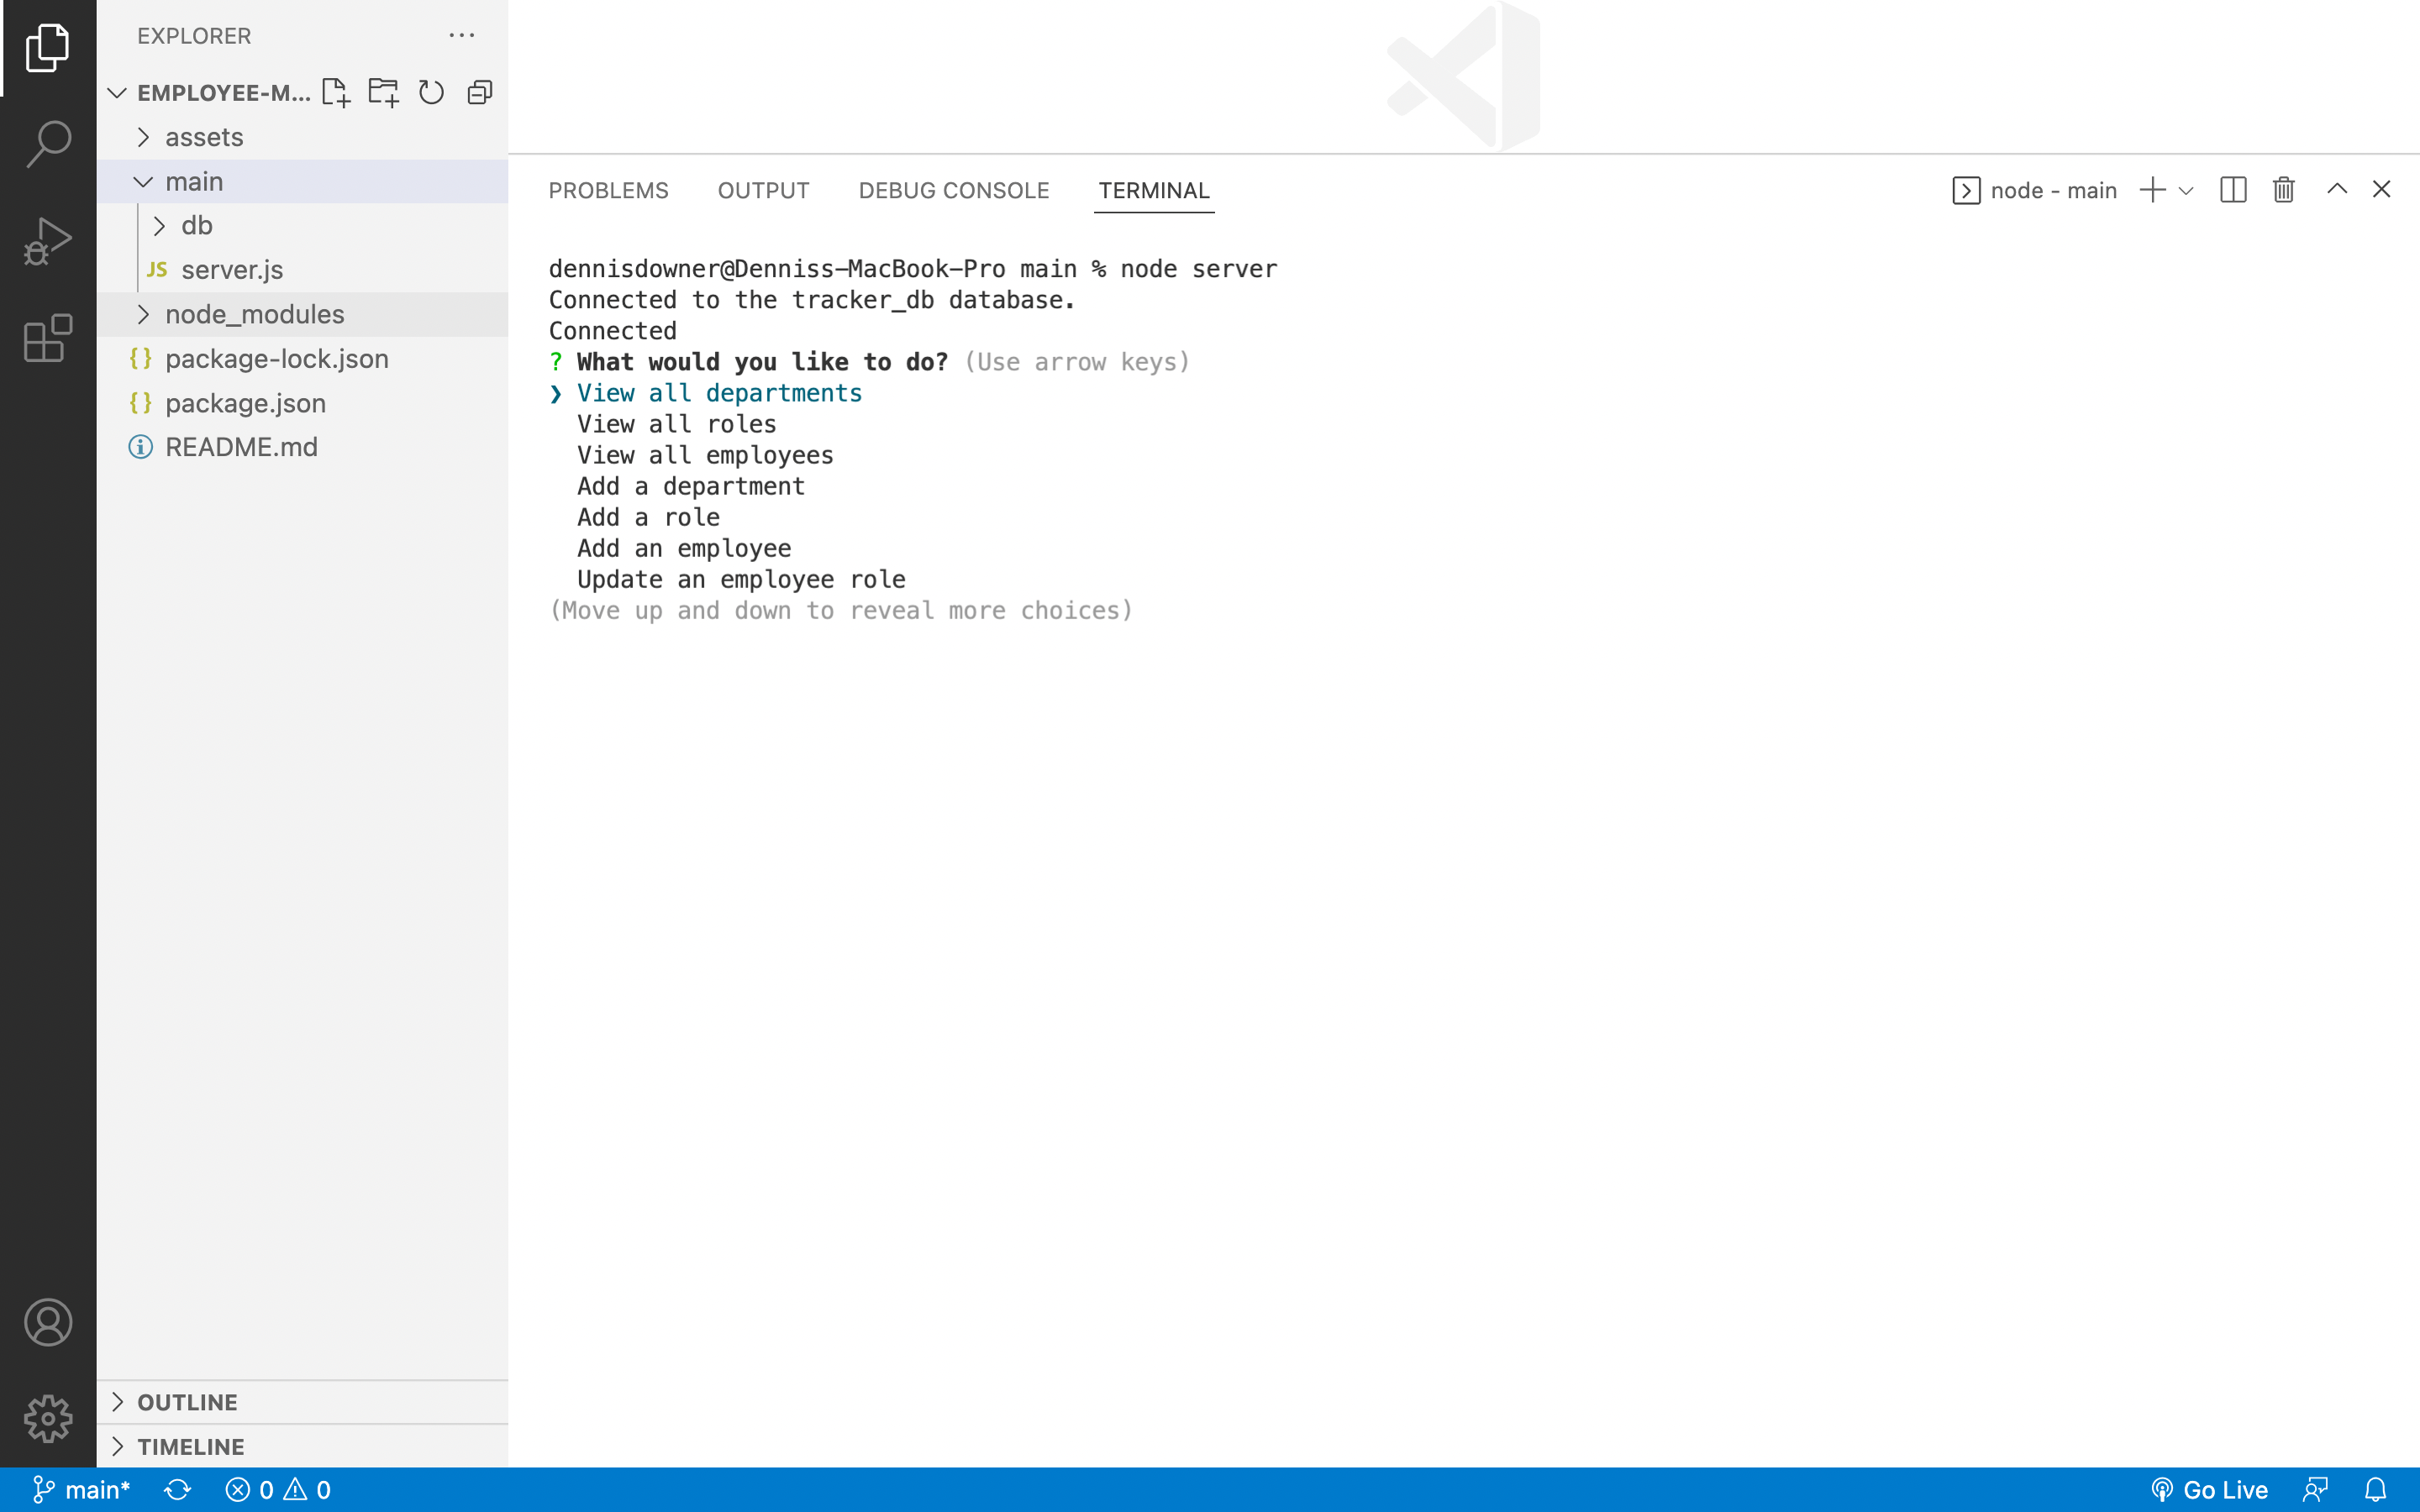 EXPLORER
EMPLOYEE-M...
assets
main
db
JS server.js
node_modules
{} package-lock.json
{} package.json
README.md
OUTLINE
TIMELINE
PROBLEMS OUTPUT DEBUG CONSOLE TERMINAL
node - main
dennisdowner@Denniss-MacBook-Pro main % node server
Connected to the tracker_db database.
Connected
? What would you like to do? (Use arrow keys)
❯ View all departments
View all roles
View all employees
Add a department
Add a role
Add an employee
Update an employee role
(Move up and down to reveal more choices)
main* 0 0 Go Live